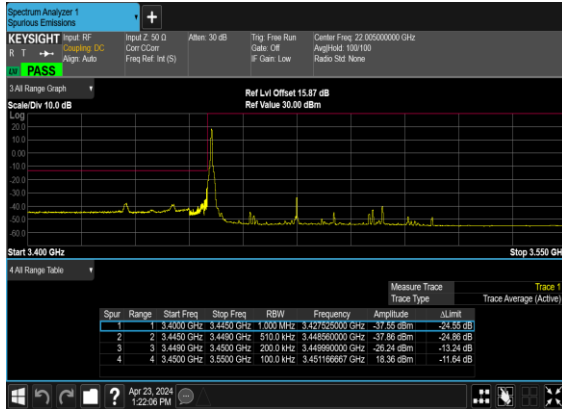 Spectrum Analyzer 1
Spurious Emissions
+
KEYSIGHT Input: RF Input Z: 50 Ω Atten: 30 dB Trig: Free Run Center Freq: 22.005000000 GHz
R T Coupling: DC Corr CCorr Gate: Off Avg|Hold: 100/100
Align: Auto Freq Ref: Int (S) IF Gain: Low Radio Std: None
PASS
3 All Range Graph
Ref Lvl Offset 15.87 dB
Scale/Div 10.0 dB Ref Value 30.00 dBm
Log
20.0
10.0
0.00
-10.0
-20.0
-30.0
-40.0
-50.0
-60.0
Start 3.400 GHz Stop 3.550 GH
4 All Range Table
Measure Trace Trace 1
Trace Type Trace Average (Active)
Spur Range Start Freq Stop Freq RBW Frequency Amplitude ΔLimit
1 1 3.4000 GHz 3.4450 GHz 1.000 MHz 3.427525000 GHz -37.55 dBm -24.55 dB
2 2 3.4450 GHz 3.4490 GHz 510.0 kHz 3.448560000 GHz -37.86 dBm -24.86 dB
3 3 3.4490 GHz 3.4500 GHz 200.0 kHz 3.449990000 GHz -26.24 dBm -13.24 dB
4 4 3.4500 GHz 3.5500 GHz 100.0 kHz 3.451166667 GHz 18.36 dBm -11.64 dB
? Apr 23, 2024
1:22:06 PM